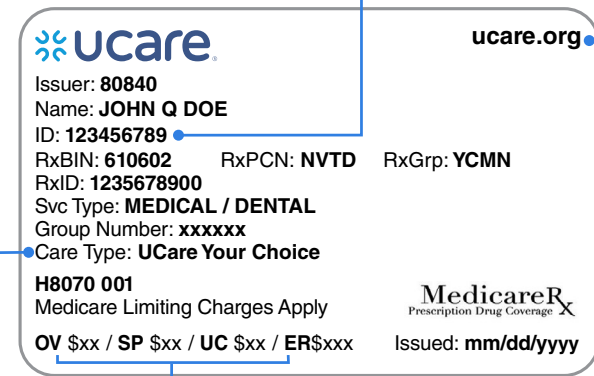 ucare®
ucare.org
Issuer: 80840
Name: JOHN Q DOE
ID: 123456789
RxBIN: 610602 RxPCN: NVTD RxGrp: YCMN
RxID: 1235678900
Svc Type: MEDICAL / DENTAL
Group Number: xxxxxx
Care Type: UCare Your Choice
H8070 001
Medicare Limiting Charges Apply
MedicareRx
Prescription Drug Coverage
OV $xx / SP $xx / UC $xx / ER$xxx Issued: mm/dd/yyyy